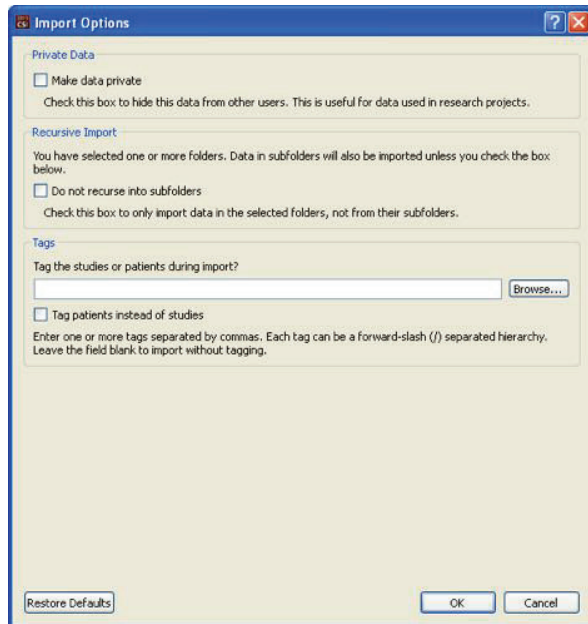 Import Options
Private Data
Make data private
Check this box to hide this data from other users. This is useful for data used in research projects.
Recursive Import
You have selected one or more folders. Data in subfolders will also be imported unless you check the box
below.
Do not recurse into subfolders
Check this box to only import data in the selected folders, not from their subfolders.
Tags
Tag the studies or patients during import?
Browse...
Tag patients instead of studies
Enter one or more tags separated by commas. Each tag can be a forward-slash (/) separated hierarchy.
Leave the field blank to import without tagging.
Restore Defaults
OK
Cancel